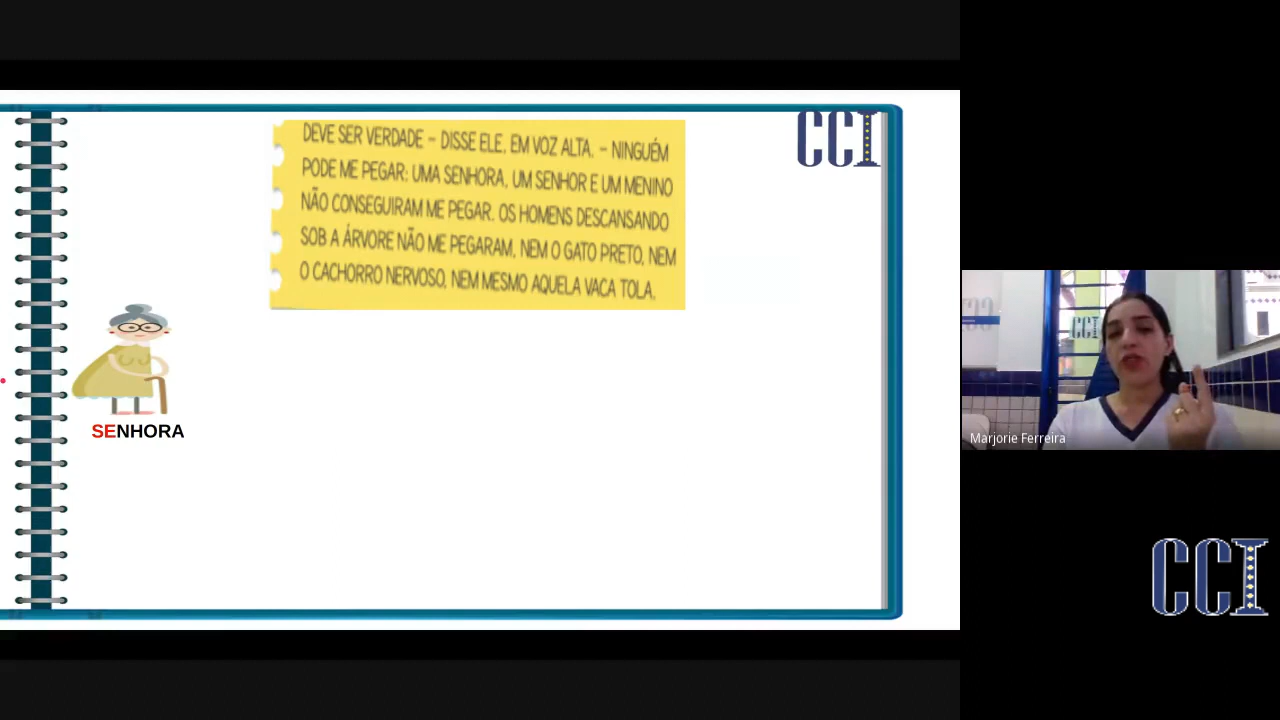 DEVE SER VERDADE - DISSE ELE, EM VOZ ALTA. - NINGUÉM
PODE ME PEGAR: UMA SENHORA, UM SENHOR E UM MENINO
NÃO CONSEGUIRAM ME PEGAR. OS HOMENS DESCANSANDO
SOB A ÁRVORE NÃO ME PEGARAM, NEM O GATO PRETO, NEM
O CACHORRO NERVOSO, NEM MESMO AQUELA VACA TOLA.
CCI
SENHORA
CCI
Marjorie Ferreira
CCI